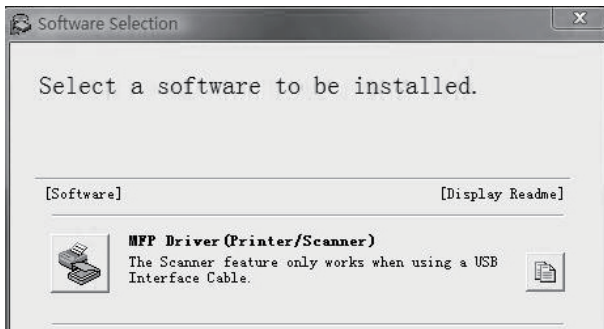 Software Selection
Select a software to be installed.
[Software] [Display Readme]
MFP Driver(Printer/Scanner)
The Scanner feature only works when using a USB
Interface Cable.